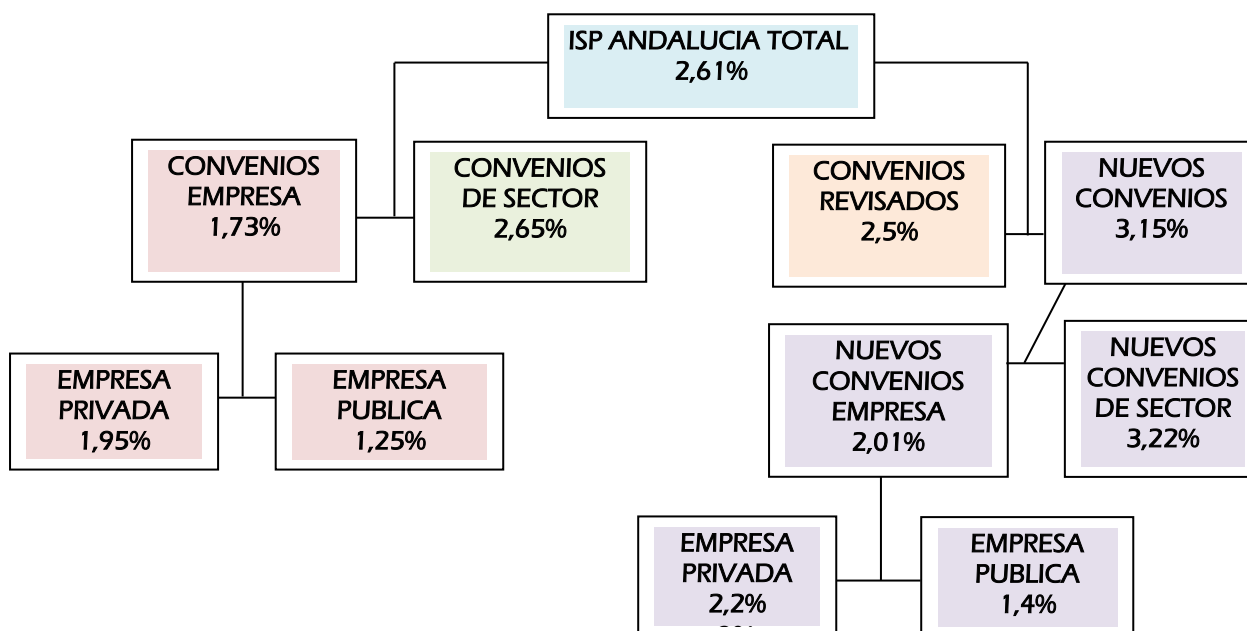 ISP ANDALUCIA TOTAL
2,61%
CONVENIOS
EMPRESA
1,73%
CONVENIOS
DE SECTOR
2,65%
CONVENIOS
REVISADOS
2,5%
NUEVOS
CONVENIOS
3,15%
EMPRESA
PRIVADA
1,95%
EMPRESA
PUBLICA
1,25%
NUEVOS
CONVENIOS
EMPRESA
2,01%
NUEVOS
CONVENIOS
DE SECTOR
3,22%
EMPRESA
PRIVADA
2,2%
EMPRESA
PUBLICA
1,4%